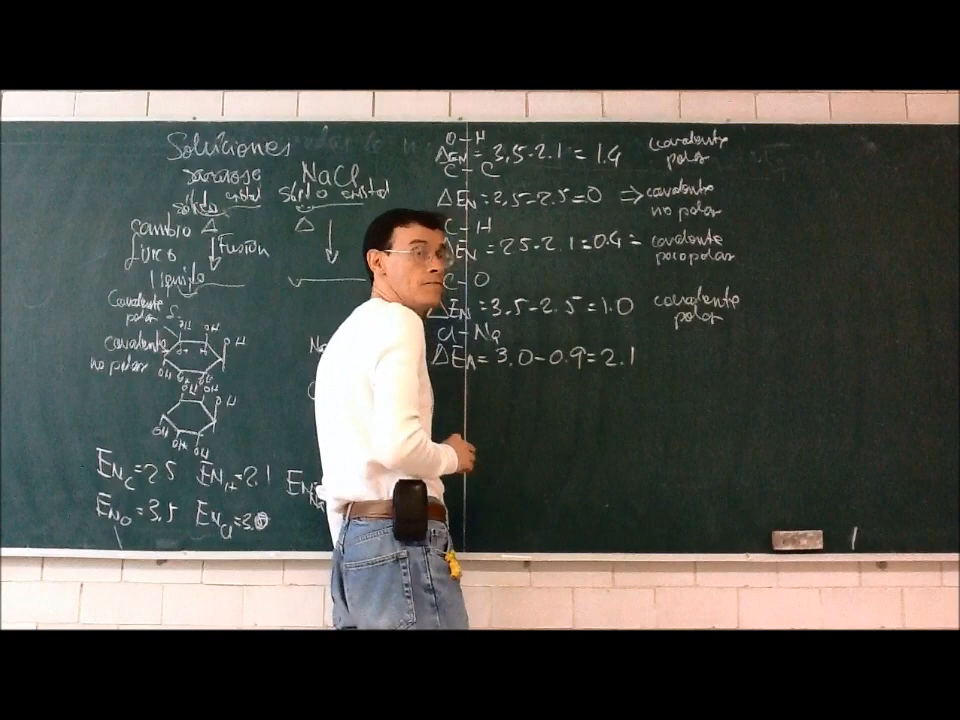 Soluciones
sacarosa NaCl
sólido cristal Sólido cristal
cambio Δ Δ
físico Fusión
líquido
Covalente
polar
covalente
no polar
EN_C=2.5 EN_H=2.1 EN_Na
EN_O=3.5 EN_Cl=3.0
O-H
ΔEN=3,5-2.1=1.4 covalente
polar
C-C
ΔEN=2,5-2.5=0 ⇒ covalente
no polar
C-H
ΔEN=25-2.1=0.4= covalente
poco polar
C-O
ΔEN=3.5-2.5=1.0 covalente
polar
Cl-Na
ΔEN=3.0-0.9=2.1